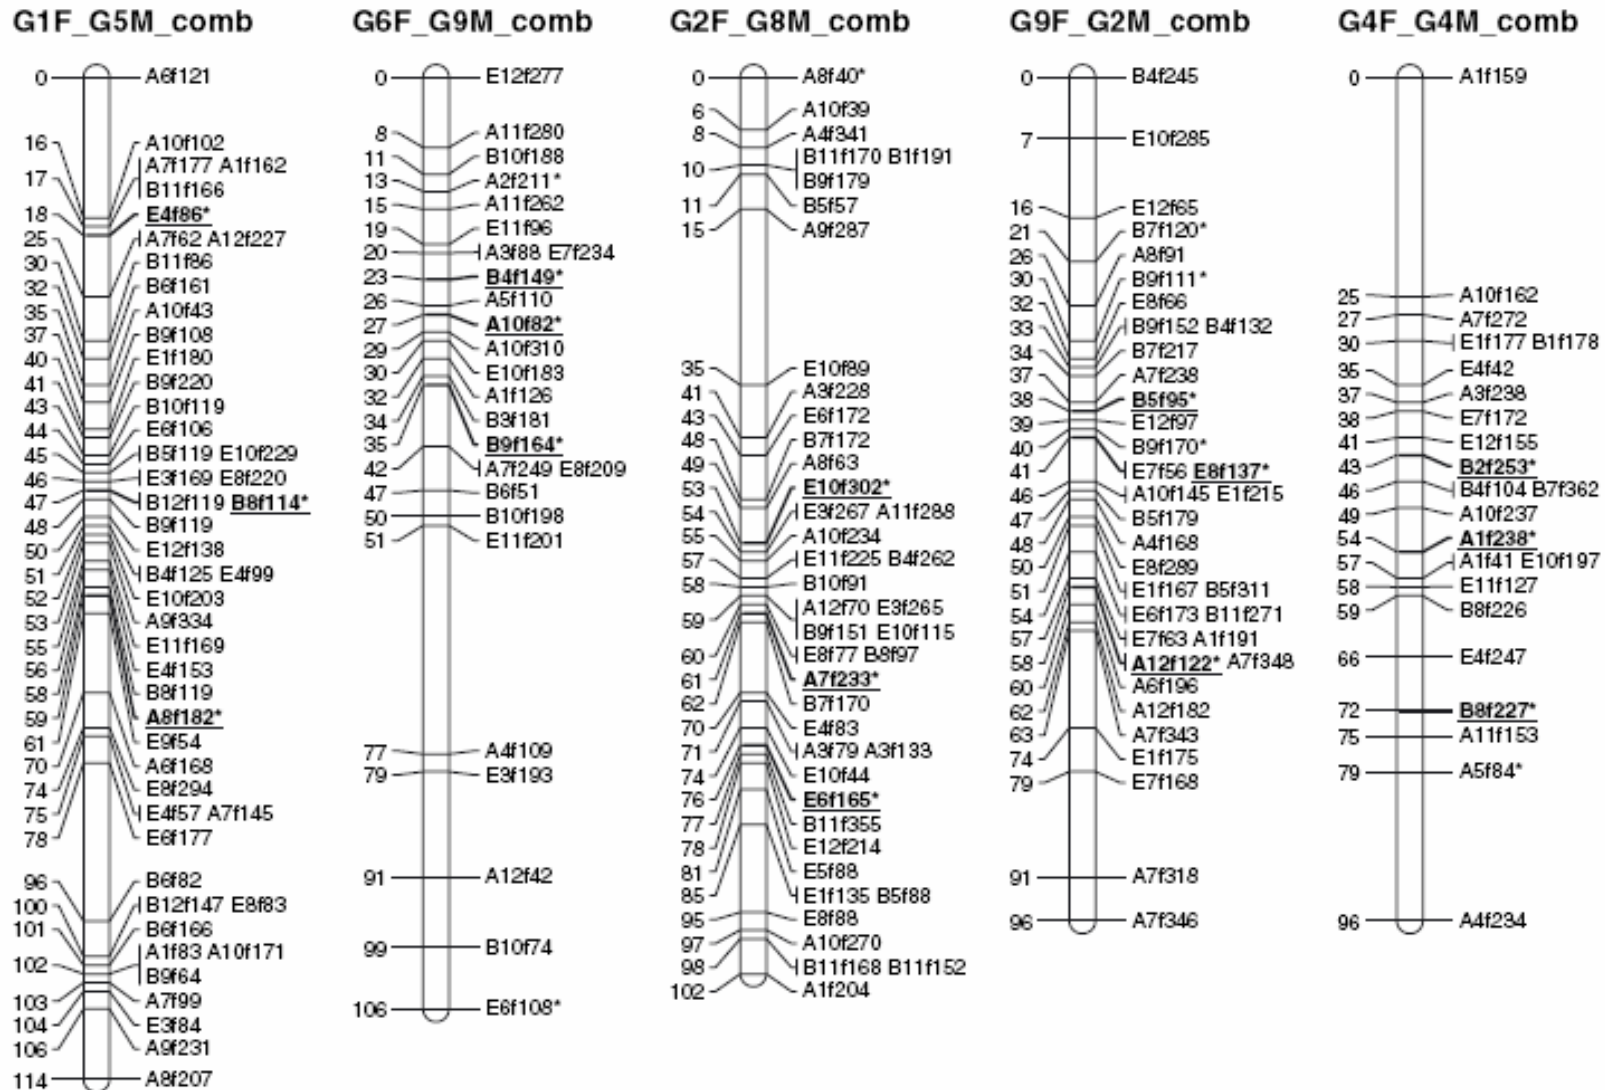 G1F_G5M_comb
0 A6f121
16 A10f102
17 A7f177 A1f162
B11f166
18 E4f86*
25 A7f62 A12f227
30 B11f86
32 B6f161
35 A10f43
37 B9f108
40 E1f180
41 B9f220
43 B10f119
44 E6f106
45 B5f119 E10f229
46 E3f169 E8f220
47 B12f119 B8f114*
48 B9f119
50 E12f138
51 B4f125 E4f99
52 E10f203
53 A9f334
55 E11f169
56 E4f153
58 B8f119
59 A8f182*
61 E9f54
70 A6f168
74 E8f294
75 E4f57 A7f145
78 E6f177
96 B6f82
100 B12f147 E8f83
101 B6f166
102 A1f83 A10f171
B9f64
103 A7f99
104 E3f84
106 A9f231
114 A8f207
G6F_G9M_comb
0 E12f277
8 A11f280
11 B10f188
13 A2f211*
15 A11f262
19 E11f96
20 A3f88 E7f234
23 B4f149*
26 A5f110
27 A10f82*
29 A10f310
30 E10f183
32 A1f126
34 B3f181
35 B9f164*
42 A7f249 E8f209
47 B6f51
50 B10f198
51 E11f201
77 A4f109
79 E3f193
91 A12f42
99 B10f74
106 E6f108*
G2F_G8M_comb
0 A8f40*
6 A10f39
8 A4f341
10 B11f170 B1f191
B9f179
11 B5f57
15 A9f287
35 E10f89
41 A3f228
43 E6f172
48 B7f172
49 A8f63
53 E10f302*
54 E3f267 A11f288
55 A10f234
57 E11f225 B4f262
58 B10f91
59 A12f70 E3f265
B9f151 E10f115
60 E8f77 B8f97
61 A7f233*
62 B7f170
70 E4f83
71 A3f79 A3f133
74 E10f44
76 E6f165*
77 B11f355
78 E12f214
81 E5f88
85 E1f135 B5f88
95 E8f88
97 A10f270
98 B11f168 B11f152
102 A1f204
G9F_G2M_comb
0 B4f245
7 E10f285
16 E12f65
21 B7f120*
26 A8f91
30 B9f111*
32 E8f66
33 B9f152 B4f132
34 B7f217
37 A7f238
38 B5f95*
39 E12f97
40 B9f170*
41 E7f56 E8f137*
46 A10f145 E1f215
47 B5f179
48 A4f168
50 E8f289
51 E1f167 B5f311
54 E6f173 B11f271
57 E7f63 A1f191
58 A12f122* A7f348
60 A6f196
62 A12f182
63 A7f343
74 E1f175
79 E7f168
91 A7f318
96 A7f346
G4F_G4M_comb
0 A1f159
25 A10f162
27 A7f272
30 E1f177 B1f178
35 E4f42
37 A3f238
38 E7f172
41 E12f155
43 B2f253*
46 B4f104 B7f362
49 A10f237
54 A1f238*
57 A1f41 E10f197
58 E11f127
59 B8f226
66 E4f247
72 B8f227*
75 A11f153
79 A5f84*
96 A4f234